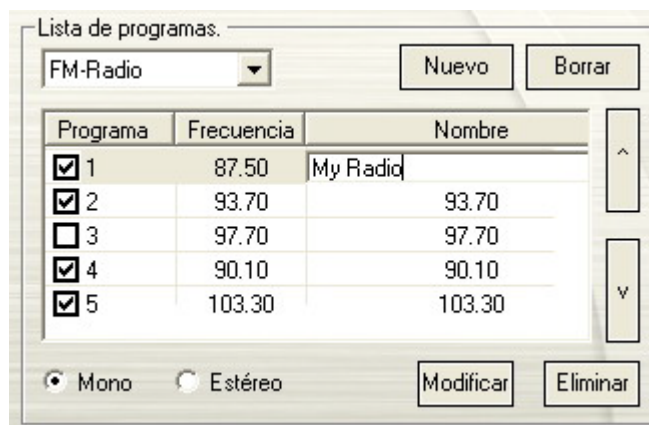 Lista de programas.
FM-Radio Nuevo Borrar
Programa Frecuencia Nombre
1 87.50 My Radio
2 93.70 93.70
3 97.70 97.70
4 90.10 90.10
5 103.30 103.30
^
v
Mono Estéreo Modificar Eliminar